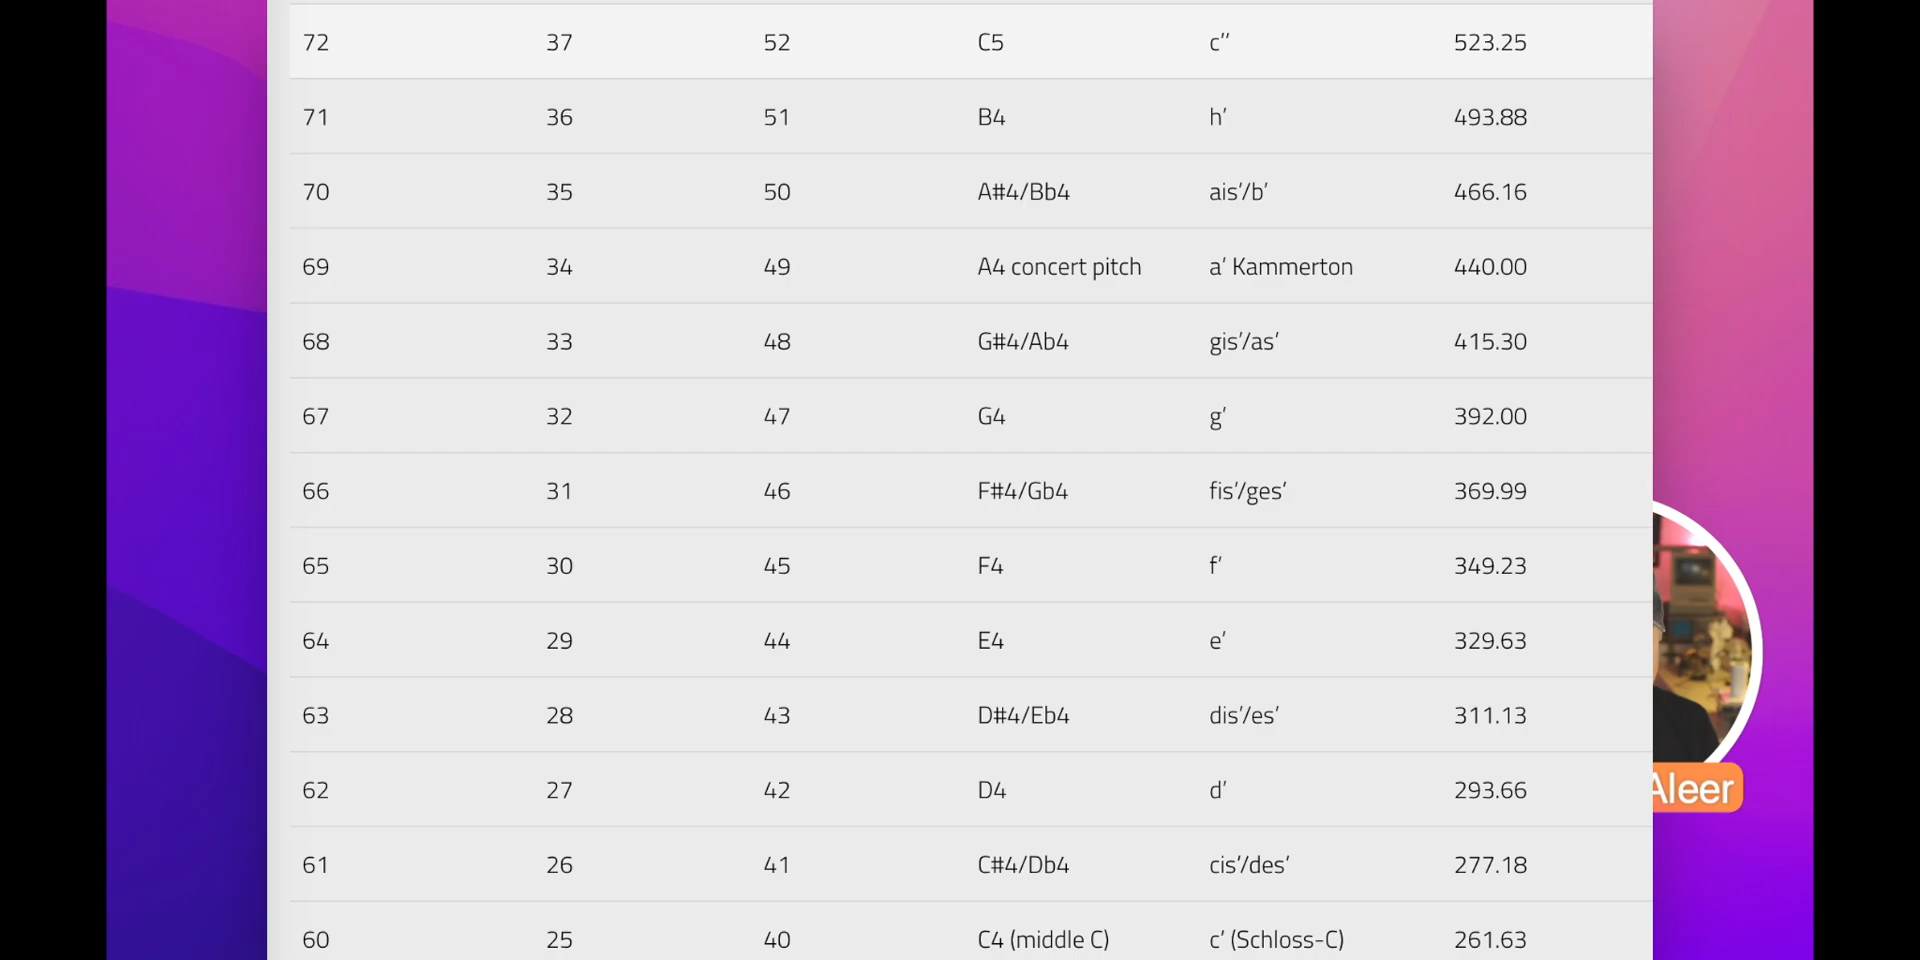 72 37 52 C5 c’’ 523.25
71 36 51 B4 h’ 493.88
70 35 50 A#4/Bb4 ais’/b’ 466.16
69 34 49 A4 concert pitch a’ Kammerton 440.00
68 33 48 G#4/Ab4 gis’/as’ 415.30
67 32 47 G4 g’ 392.00
66 31 46 F#4/Gb4 fis’/ges’ 369.99
65 30 45 F4 f’ 349.23
64 29 44 E4 e’ 329.63
63 28 43 D#4/Eb4 dis’/es’ 311.13
62 27 42 D4 d’ 293.66
Aleer
61 26 41 C#4/Db4 cis’/des’ 277.18
60 25 40 C4 (middle C) c’ (Schloss-C) 261.63